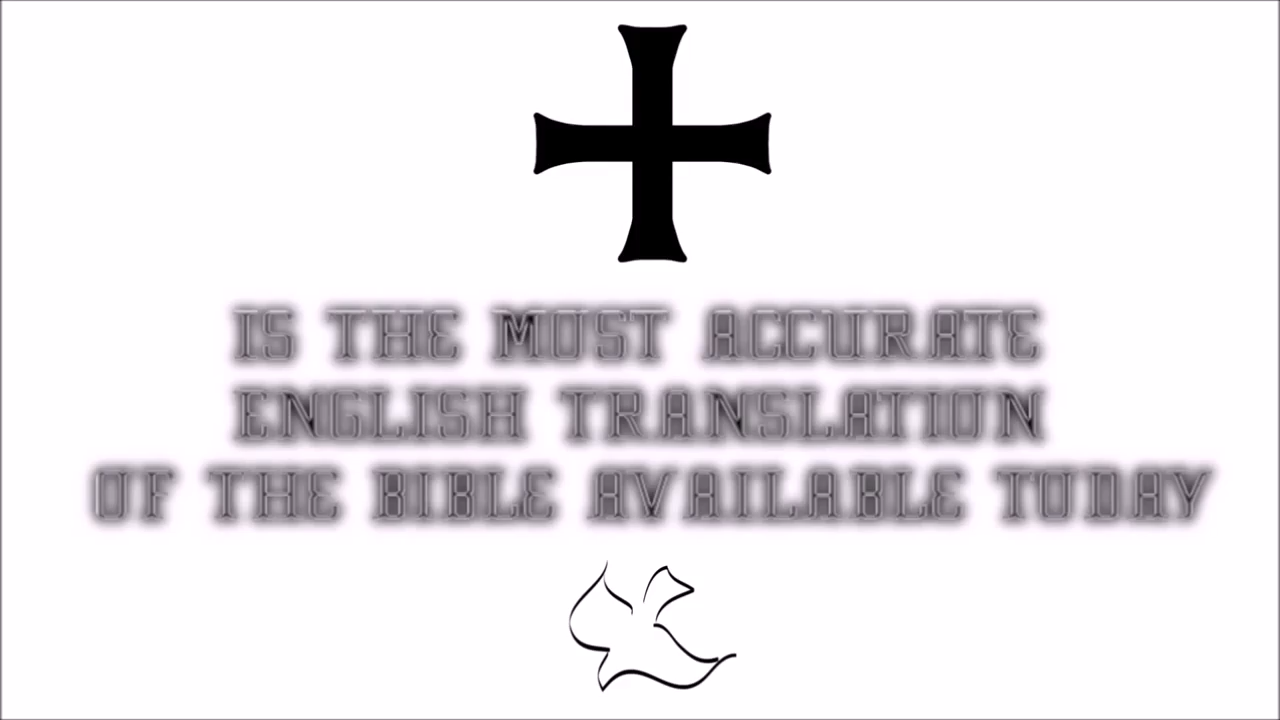 IS THE MOST ACCURATE
ENGLISH TRANSLATION
OF THE BIBLE AVAILABLE TODAY